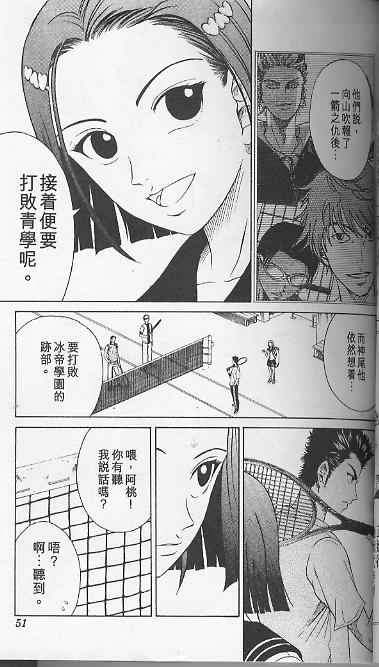 他們說，
向山吹報了
一箭之仇後…
接着便要
打敗青學呢。
而神尾他
依然想着…
要打敗
冰帝學園的
跡部。
喂，阿桃！
你有聽
我說話嗎？
唔？
啊…聽到。
51